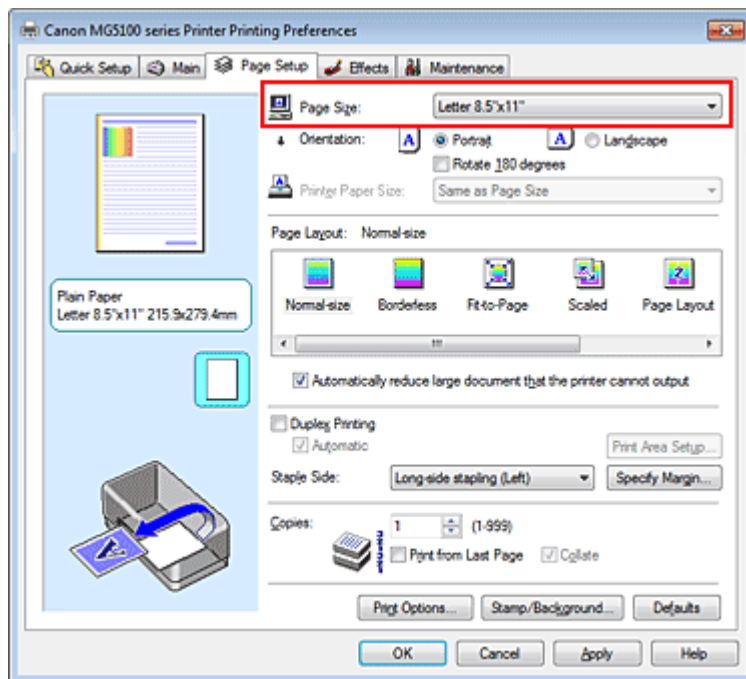 Canon MG5100 series Printer Printing Preferences
Quick Setup Main Page Setup Effects Maintenance
Page Size: Letter 8.5"x11"
Orientation: A Portrait A Landscape
Rotate 180 degrees
Printer Paper Size: Same as Page Size
Page Layout: Normal-size
Normal-size Borderless Fit-to-Page Scaled Page Layout
Plain Paper
Letter 8.5"x11" 215.9x279.4mm
Automatically reduce large document that the printer cannot output
Duplex Printing
Automatic Print Area Setup...
Staple Side: Long-side stapling (Left) Specify Margin...
Copies: 1 (1-999)
Print from Last Page Collate
Print Options... Stamp/Background... Defaults
OK Cancel Apply Help